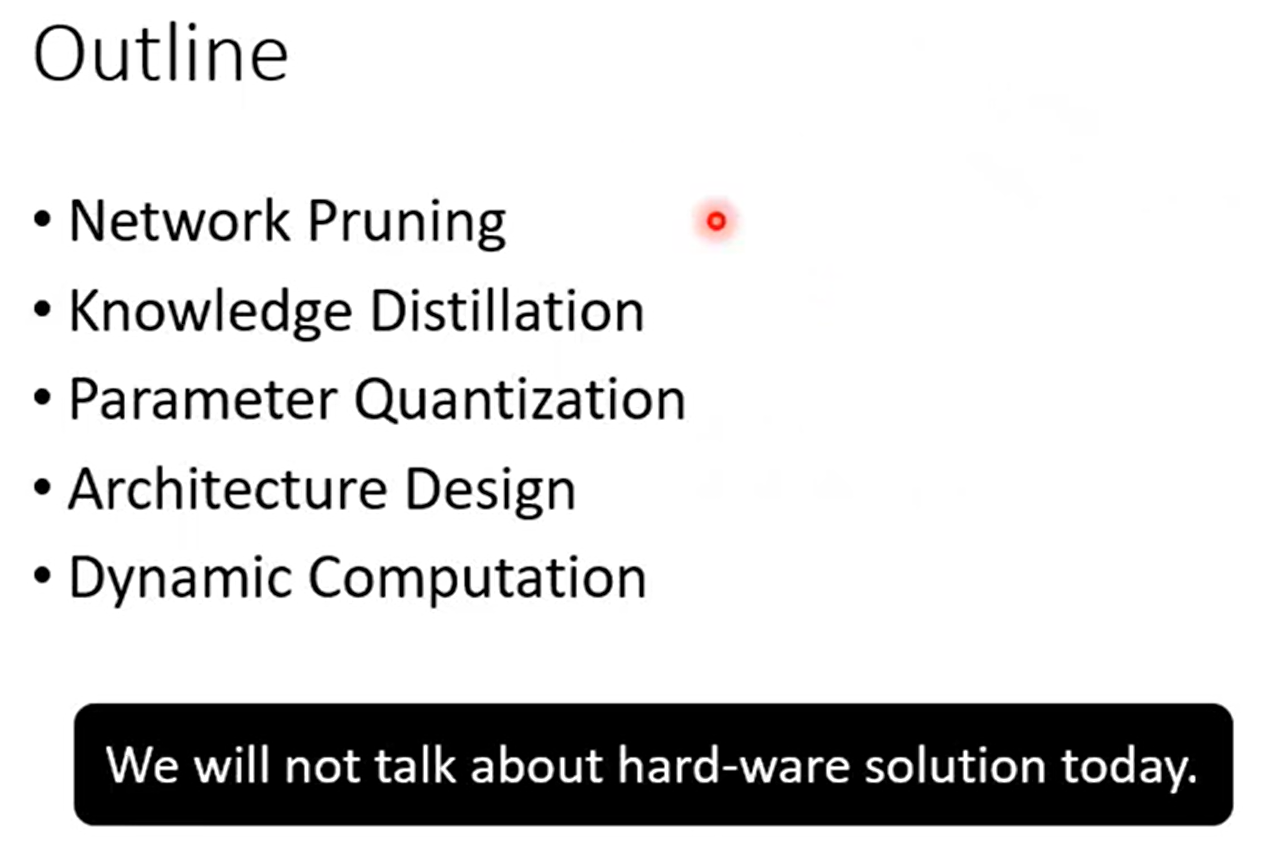 Outline
• Network Pruning
• Knowledge Distillation
• Parameter Quantization
• Architecture Design
• Dynamic Computation
We will not talk about hard-ware solution today.